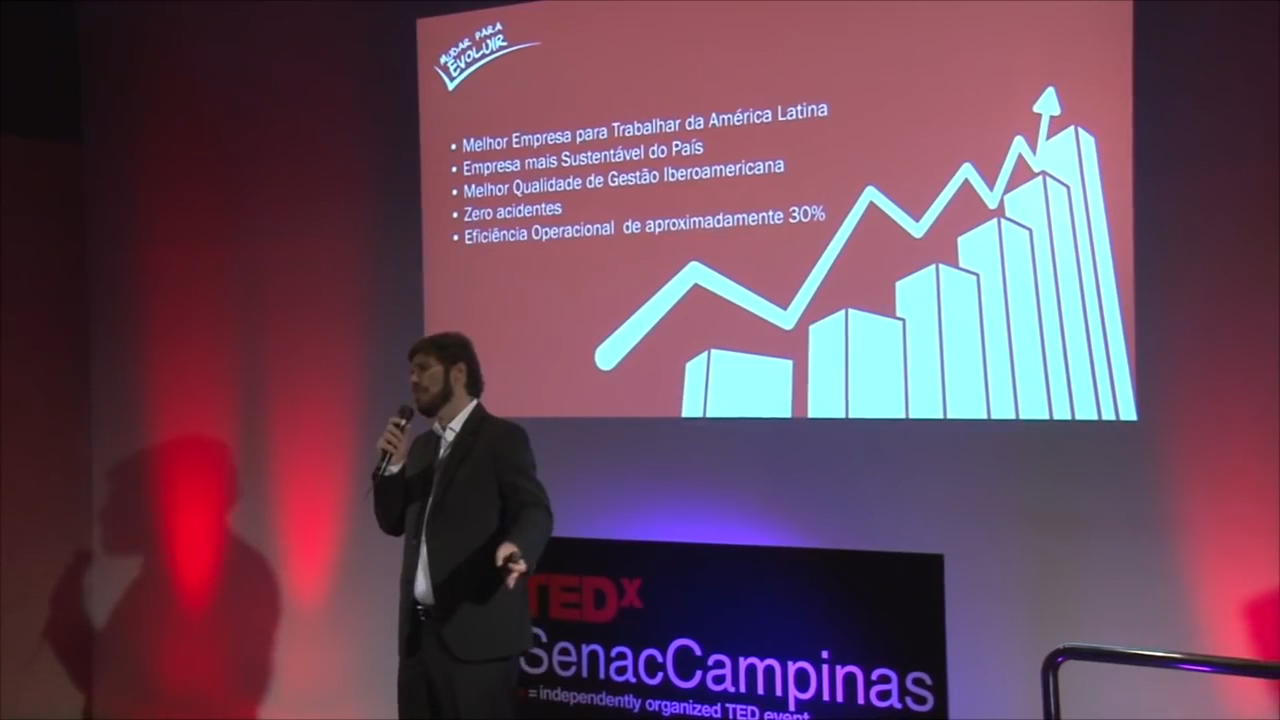 MUDAR PARA
EVOLUIR
• Melhor Empresa para Trabalhar da América Latina
• Empresa mais Sustentável do País
• Melhor Qualidade de Gestão Iberoamericana
• Zero acidentes
• Eficiência Operacional de aproximadamente 30%
TEDx
SenacCampinas
= independently organized TED event